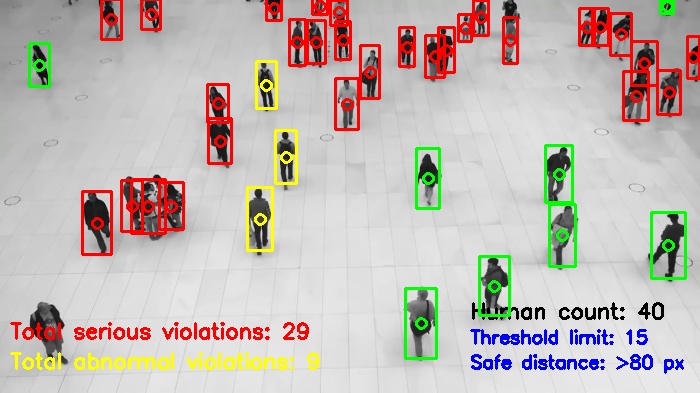 Total serious violations: 29
Total abnormal violations: 9
Human count: 40
Threshold limit: 15
Safe distance: >80 px